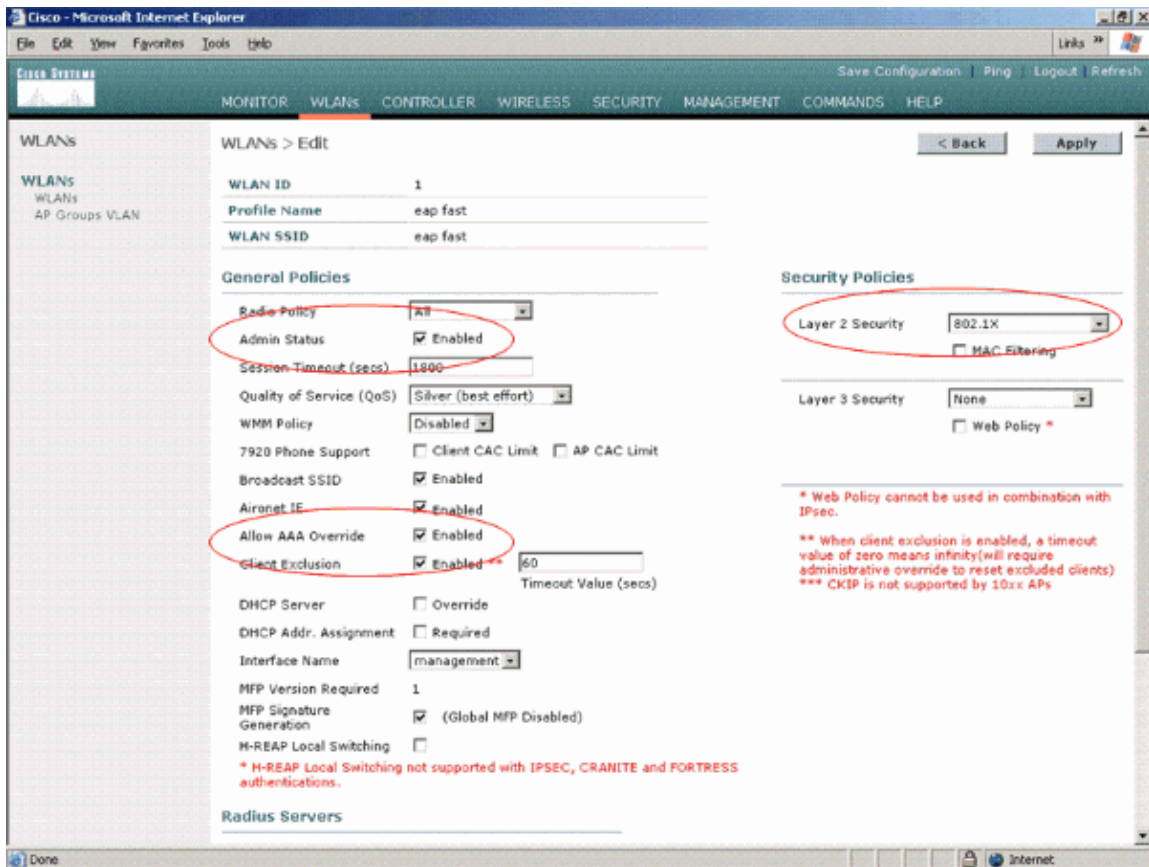 Cisco - Microsoft Internet Explorer
File Edit View Favorites Tools Help Links »
CISCO SYSTEMS
Save Configuration | Ping | Logout | Refresh
MONITOR WLANs CONTROLLER WIRELESS SECURITY MANAGEMENT COMMANDS HELP
WLANs
WLANs
WLANs
AP Groups VLAN
WLANs > Edit
< Back Apply
WLAN ID 1
Profile Name eap fast
WLAN SSID eap fast
General Policies
Radio Policy All
Admin Status Enabled
Session Timeout (secs) 1800
Quality of Service (QoS) Silver (best effort)
WMM Policy Disabled
7920 Phone Support Client CAC Limit AP CAC Limit
Broadcast SSID Enabled
Aironet IE Enabled
Allow AAA Override Enabled
Client Exclusion Enabled ** 60
Timeout Value (secs)
DHCP Server Override
DHCP Addr. Assignment Required
Interface Name management
MFP Version Required 1
MFP Signature
Generation (Global MFP Disabled)
H-REAP Local Switching
* H-REAP Local Switching not supported with IPSEC, CRANITE and FORTRESS
authentications.
Radius Servers
Security Policies
Layer 2 Security 802.1X
MAC Filtering
Layer 3 Security None
Web Policy *
* Web Policy cannot be used in combination with
IPsec.
** When client exclusion is enabled, a timeout
value of zero means infinity(will require
administrative override to reset excluded clients)
*** CKIP is not supported by 10xx APs
Done Internet